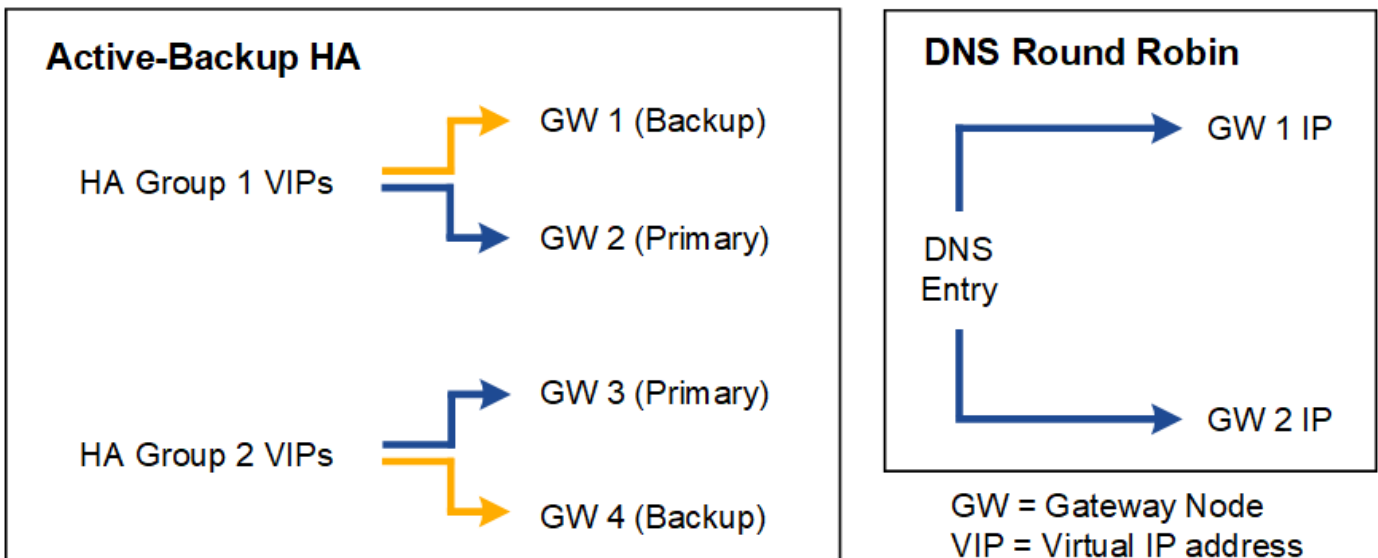 Active-Backup HA
GW 1 (Backup)
HA Group 1 VIPs
GW 2 (Primary)
GW 3 (Primary)
HA Group 2 VIPs
GW 4 (Backup)
DNS Round Robin
GW 1 IP
DNS
Entry
GW 2 IP
GW = Gateway Node
VIP = Virtual IP address